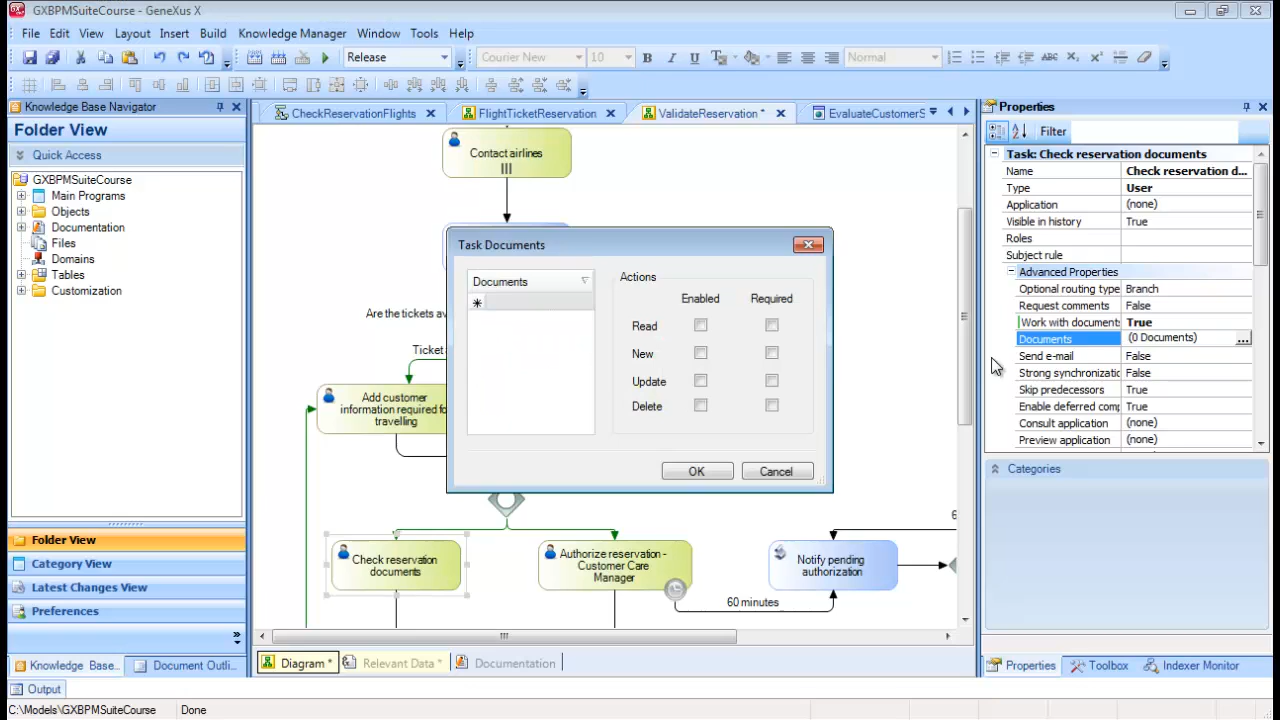 GXBPMSuiteCourse - GeneXus X
File Edit View Layout Insert Build Knowledge Manager Window Tools Help
Release Courier New 10 B I U Normal ABC
Knowledge Base Navigator
Folder View
Quick Access
GXBPMSuiteCourse
Main Programs
Objects
Documentation
Files
Domains
Tables
Customization
Folder View
Category View
Latest Changes View
Preferences
Knowledge Base...
Document Outli...
Output
C:\Models\GXBPMSuiteCourse Done
CheckReservationFlights
FlightTicketReservation
ValidateReservation *
EvaluateCustomerS
Contact airlines
Are the tickets av
Ticket
Add customer
information required fo
travelling
Task Documents
Documents
Actions
Enabled Required
Read
New
Update
Delete
OK Cancel
Check reservation
documents
Authorize reservation -
Customer Care
Manager
60 minutes
Notify pending
authorization
6
Diagram *
Relevant Data *
Documentation
Properties
Filter
Task: Check reservation documents
Name Check reservation d...
Type User
Application (none)
Visible in history True
Roles
Subject rule
Advanced Properties
Optional routing type Branch
Request comments False
Work with document True
Documents (0 Documents) ...
Send e-mail False
Strong synchronizatic False
Skip predecessors True
Enable deferred comp True
Consult application (none)
Preview application (none)
Categories
Properties
Toolbox
Indexer Monitor